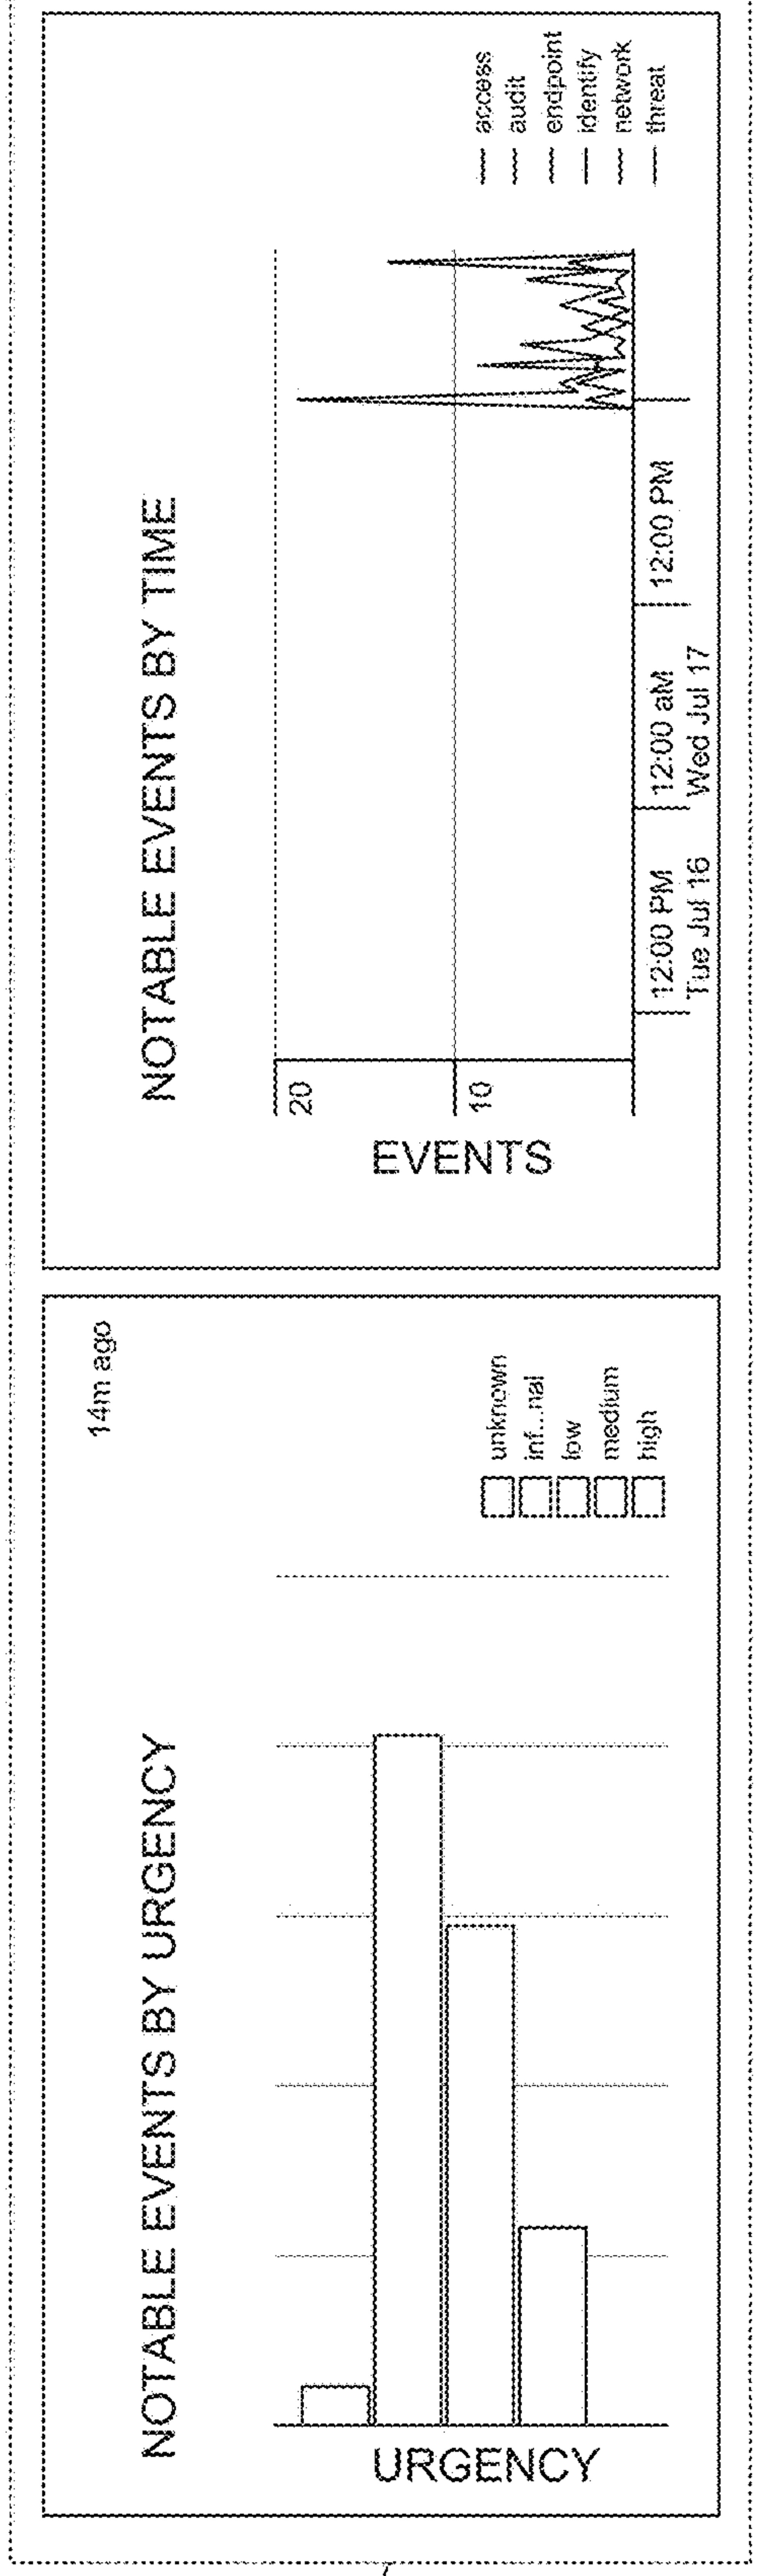 NOTABLE EVENTS BY URGENCY
14m ago
URGENCY
unknown
inf...nal
low
medium
high
NOTABLE EVENTS BY TIME
EVENTS
20
10
12:00 PM
Tue Jul 16
12:00 aM
Wed Jul 17
12:00 PM
access
audit
endpoint
identify
network
threat